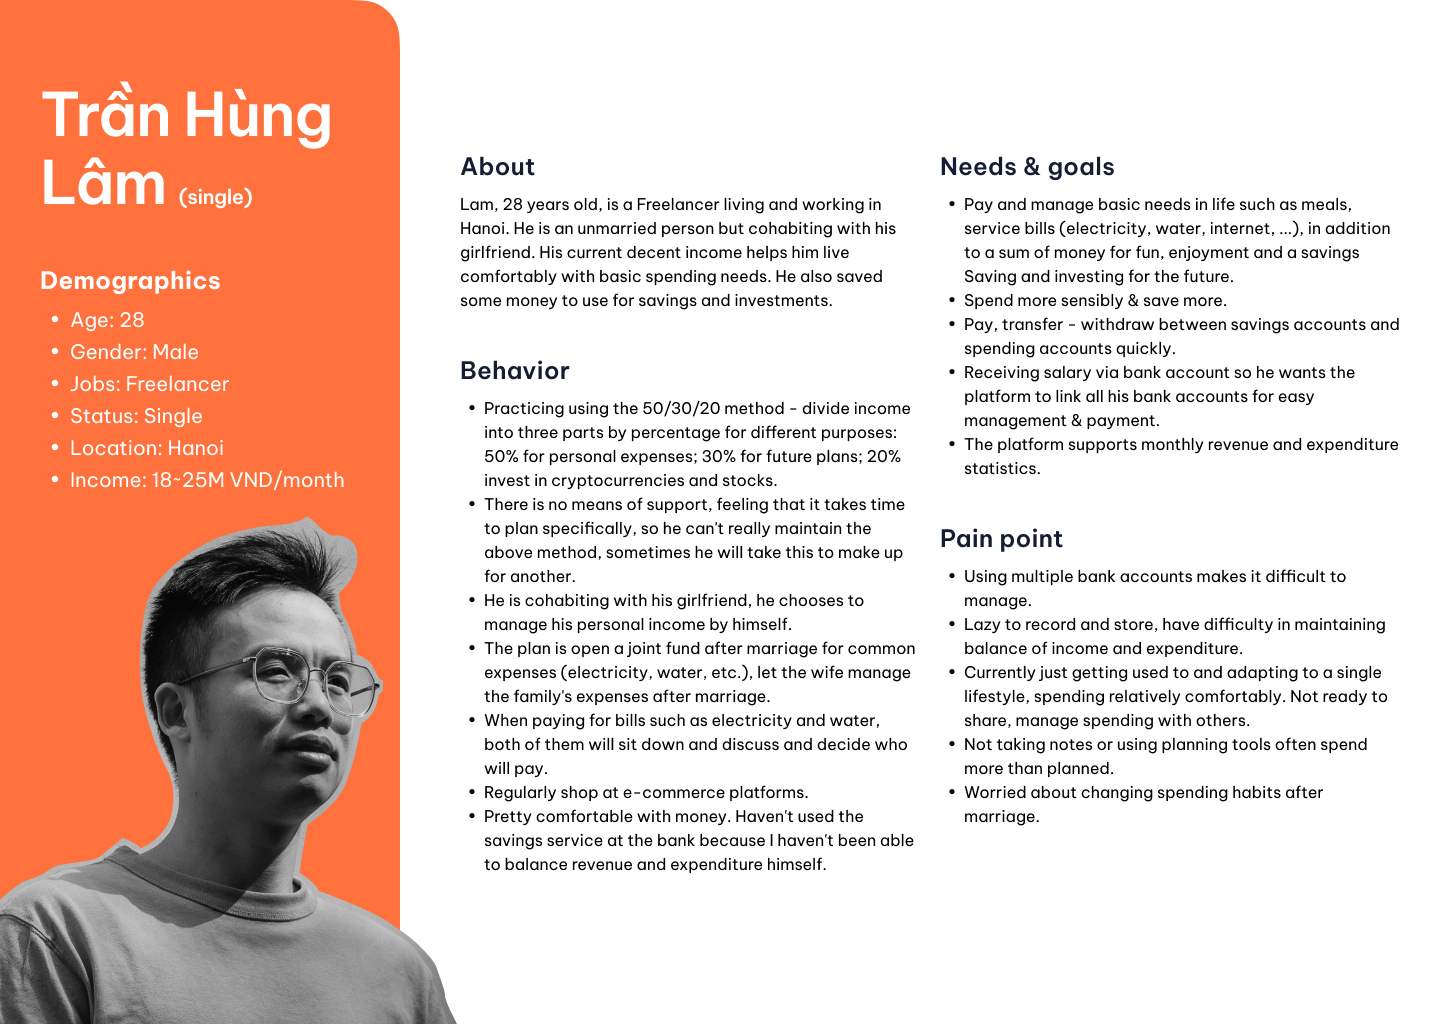 Trần Hùng
Lâm (single)
Demographics
• Age: 28
• Gender: Male
• Jobs: Freelancer
• Status: Single
• Location: Hanoi
• Income: 18~25M VND/month
About
Lam, 28 years old, is a Freelancer living and working in
Hanoi. He is an unmarried person but cohabiting with his
girlfriend. His current decent income helps him live
comfortably with basic spending needs. He also saved
some money to use for savings and investments.
Behavior
• Practicing using the 50/30/20 method - divide income
into three parts by percentage for different purposes:
50% for personal expenses; 30% for future plans; 20%
invest in cryptocurrencies and stocks.
• There is no means of support, feeling that it takes time
to plan specifically, so he can't really maintain the
above method, sometimes he will take this to make up
for another.
• He is cohabiting with his girlfriend, he chooses to
manage his personal income by himself.
• The plan is open a joint fund after marriage for common
expenses (electricity, water, etc.), let the wife manage
the family's expenses after marriage.
• When paying for bills such as electricity and water,
both of them will sit down and discuss and decide who
will pay.
• Regularly shop at e-commerce platforms.
• Pretty comfortable with money. Haven't used the
savings service at the bank because I haven't been able
to balance revenue and expenditure himself.
Needs & goals
• Pay and manage basic needs in life such as meals,
service bills (electricity, water, internet, ...), in addition
to a sum of money for fun, enjoyment and a savings
Saving and investing for the future.
• Spend more sensibly & save more.
• Pay, transfer - withdraw between savings accounts and
spending accounts quickly.
• Receiving salary via bank account so he wants the
platform to link all his bank accounts for easy
management & payment.
• The platform supports monthly revenue and expenditure
statistics.
Pain point
• Using multiple bank accounts makes it difficult to
manage.
• Lazy to record and store, have difficulty in maintaining
balance of income and expenditure.
• Currently just getting used to and adapting to a single
lifestyle, spending relatively comfortably. Not ready to
share, manage spending with others.
• Not taking notes or using planning tools often spend
more than planned.
• Worried about changing spending habits after
marriage.